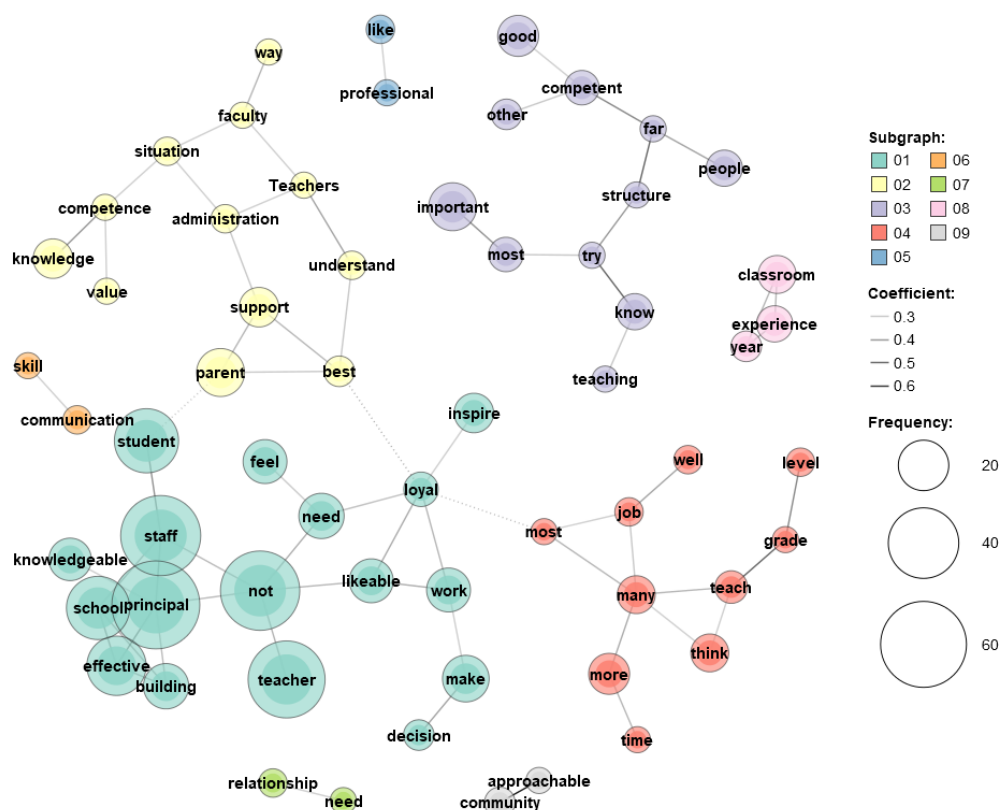 like
good
way
professional
competent
other
faculty
far
situation
people
Teachers
structure
competence
administration
important
knowledge
most
try
understand
value
support
know
classroom
experience
year
parent
best
teaching
skill
communication
student
inspire
feel
loyal
well
level
need
job
staff
most
grade
knowledgeable
likeable
school
principal
not
work
many
teach
effective
building
teacher
make
more
think
decision
time
relationship
need
approachable
community
Subgraph:
01 06
02 07
03 08
04 09
05
Coefficient:
0.3
0.4
0.5
0.6
Frequency:
20
40
60